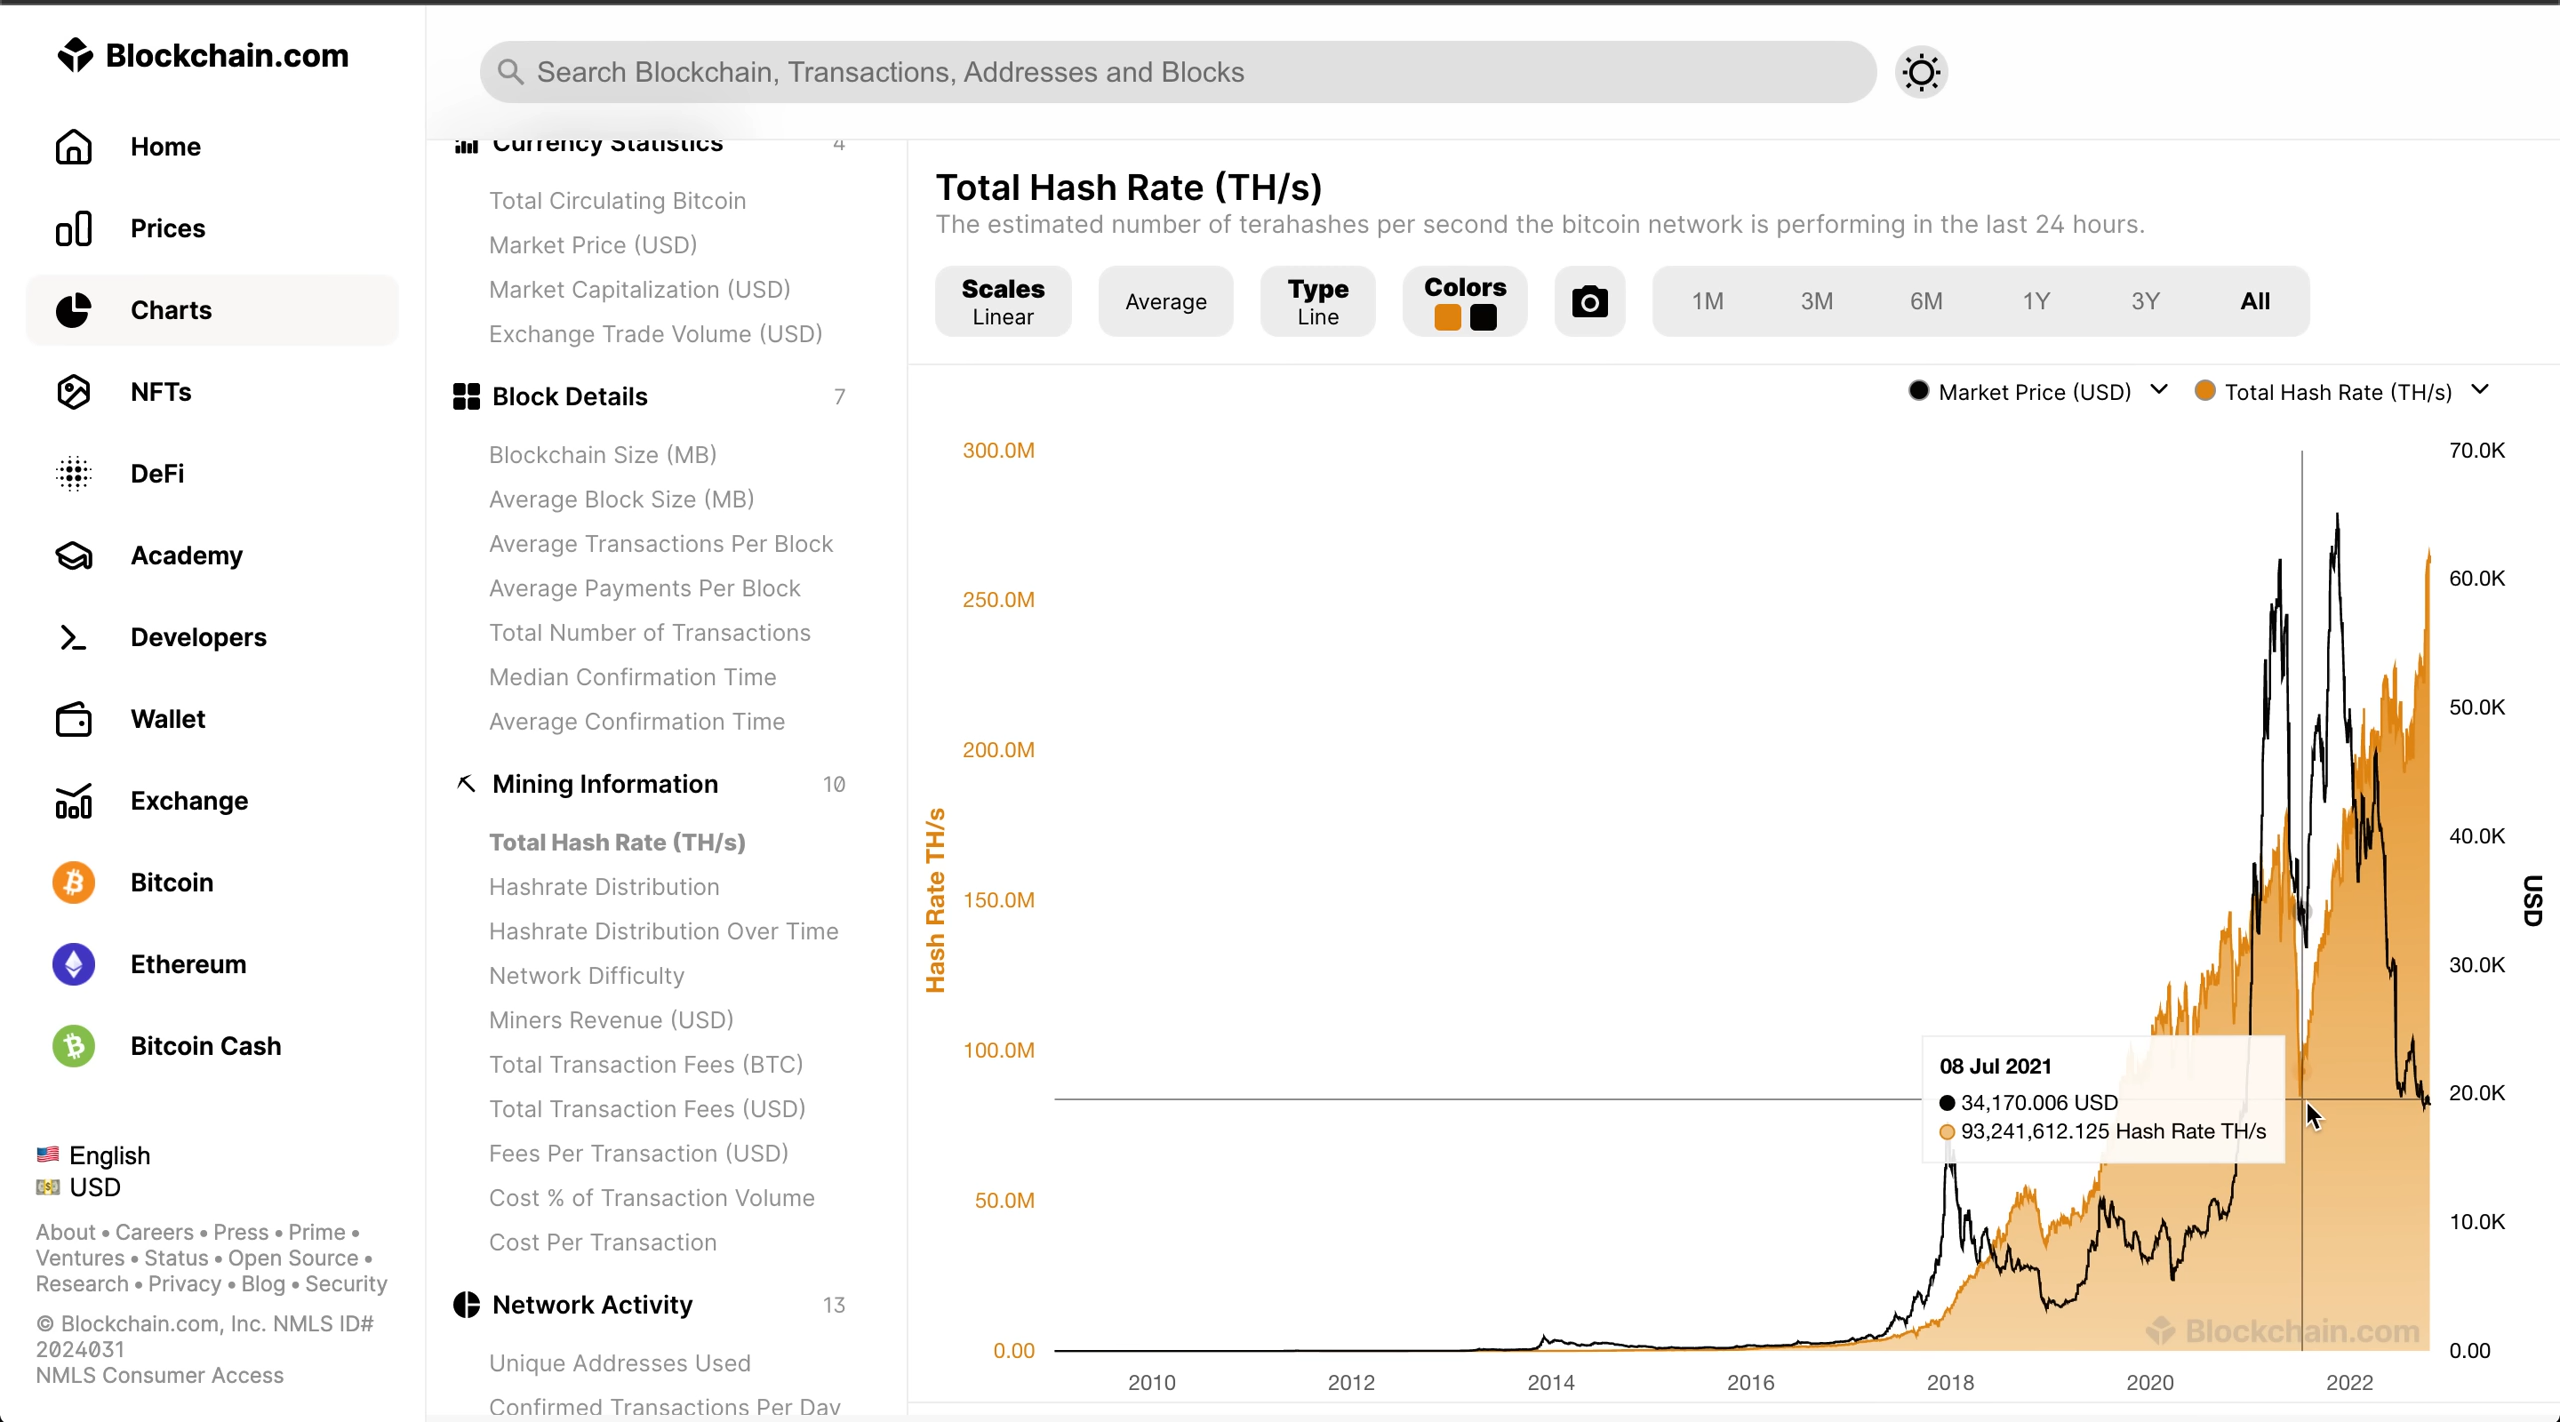 Blockchain.com
Search Blockchain, Transactions, Addresses and Blocks
Home
Prices
Charts
NFTs
DeFi
Academy
Developers
Wallet
Exchange
Bitcoin
Ethereum
Bitcoin Cash
English
USD
About • Careers • Press • Prime •
Ventures • Status • Open Source •
Research • Privacy • Blog • Security
© Blockchain.com, Inc. NMLS ID#
2024031
NMLS Consumer Access
Currency Statistics 4
Total Circulating Bitcoin
Market Price (USD)
Market Capitalization (USD)
Exchange Trade Volume (USD)
Block Details 7
Blockchain Size (MB)
Average Block Size (MB)
Average Transactions Per Block
Average Payments Per Block
Total Number of Transactions
Median Confirmation Time
Average Confirmation Time
Mining Information 10
Total Hash Rate (TH/s)
Hashrate Distribution
Hashrate Distribution Over Time
Network Difficulty
Miners Revenue (USD)
Total Transaction Fees (BTC)
Total Transaction Fees (USD)
Fees Per Transaction (USD)
Cost % of Transaction Volume
Cost Per Transaction
Network Activity 13
Unique Addresses Used
Confirmed Transactions Per Day
Total Hash Rate (TH/s)
The estimated number of terahashes per second the bitcoin network is performing in the last 24 hours.
Scales
Linear
Average
Type
Line
Colors
1M 3M 6M 1Y 3Y All
Market Price (USD) Total Hash Rate (TH/s)
300.0M
250.0M
200.0M
150.0M
100.0M
50.0M
0.00
Hash Rate TH/s
70.0K
60.0K
50.0K
40.0K
30.0K
20.0K
10.0K
0.00
USD
08 Jul 2021
34,170.006 USD
93,241,612.125 Hash Rate TH/s
Blockchain.com
2010 2012 2014 2016 2018 2020 2022